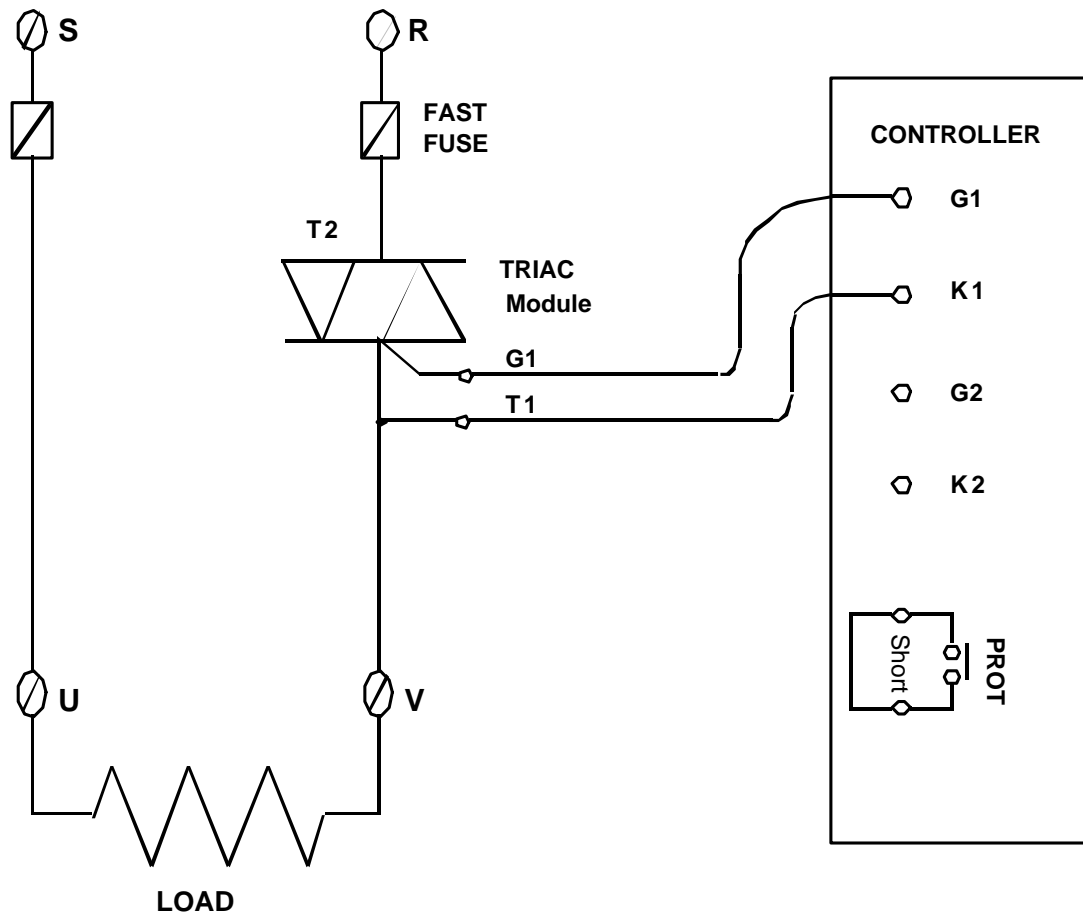 S
R
FAST
FUSE
CONTROLLER
G1
T2
TRIAC
Module
K1
G1
T1
G2
K2
Short
PROT
U
V
LOAD